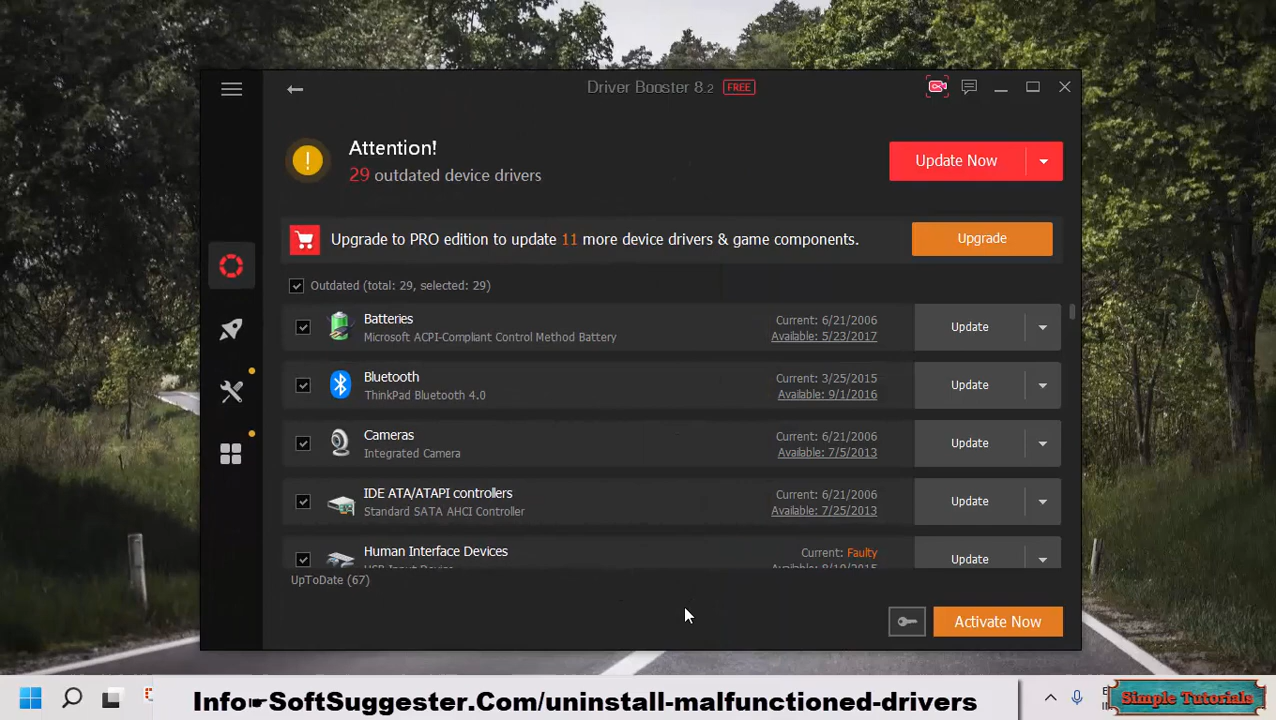 Driver Booster 8.2 FREE
Attention!
29 outdated device drivers
Update Now
Upgrade to PRO edition to update 11 more device drivers & game components.
Upgrade
Outdated (total: 29, selected: 29)
Batteries
Microsoft ACPI-Compliant Control Method Battery
Current: 6/21/2006
Available: 5/23/2017
Update
Bluetooth
ThinkPad Bluetooth 4.0
Current: 3/25/2015
Available: 9/1/2016
Update
Cameras
Integrated Camera
Current: 6/21/2006
Available: 7/5/2013
Update
IDE ATA/ATAPI controllers
Standard SATA AHCI Controller
Current: 6/21/2006
Available: 7/25/2013
Update
Human Interface Devices
USB Input Device
Current: Faulty
Update
UpToDate (67)
Activate Now
Info☛SoftSuggester.Com/uninstall-malfunctioned-drivers
Simple Tutorials